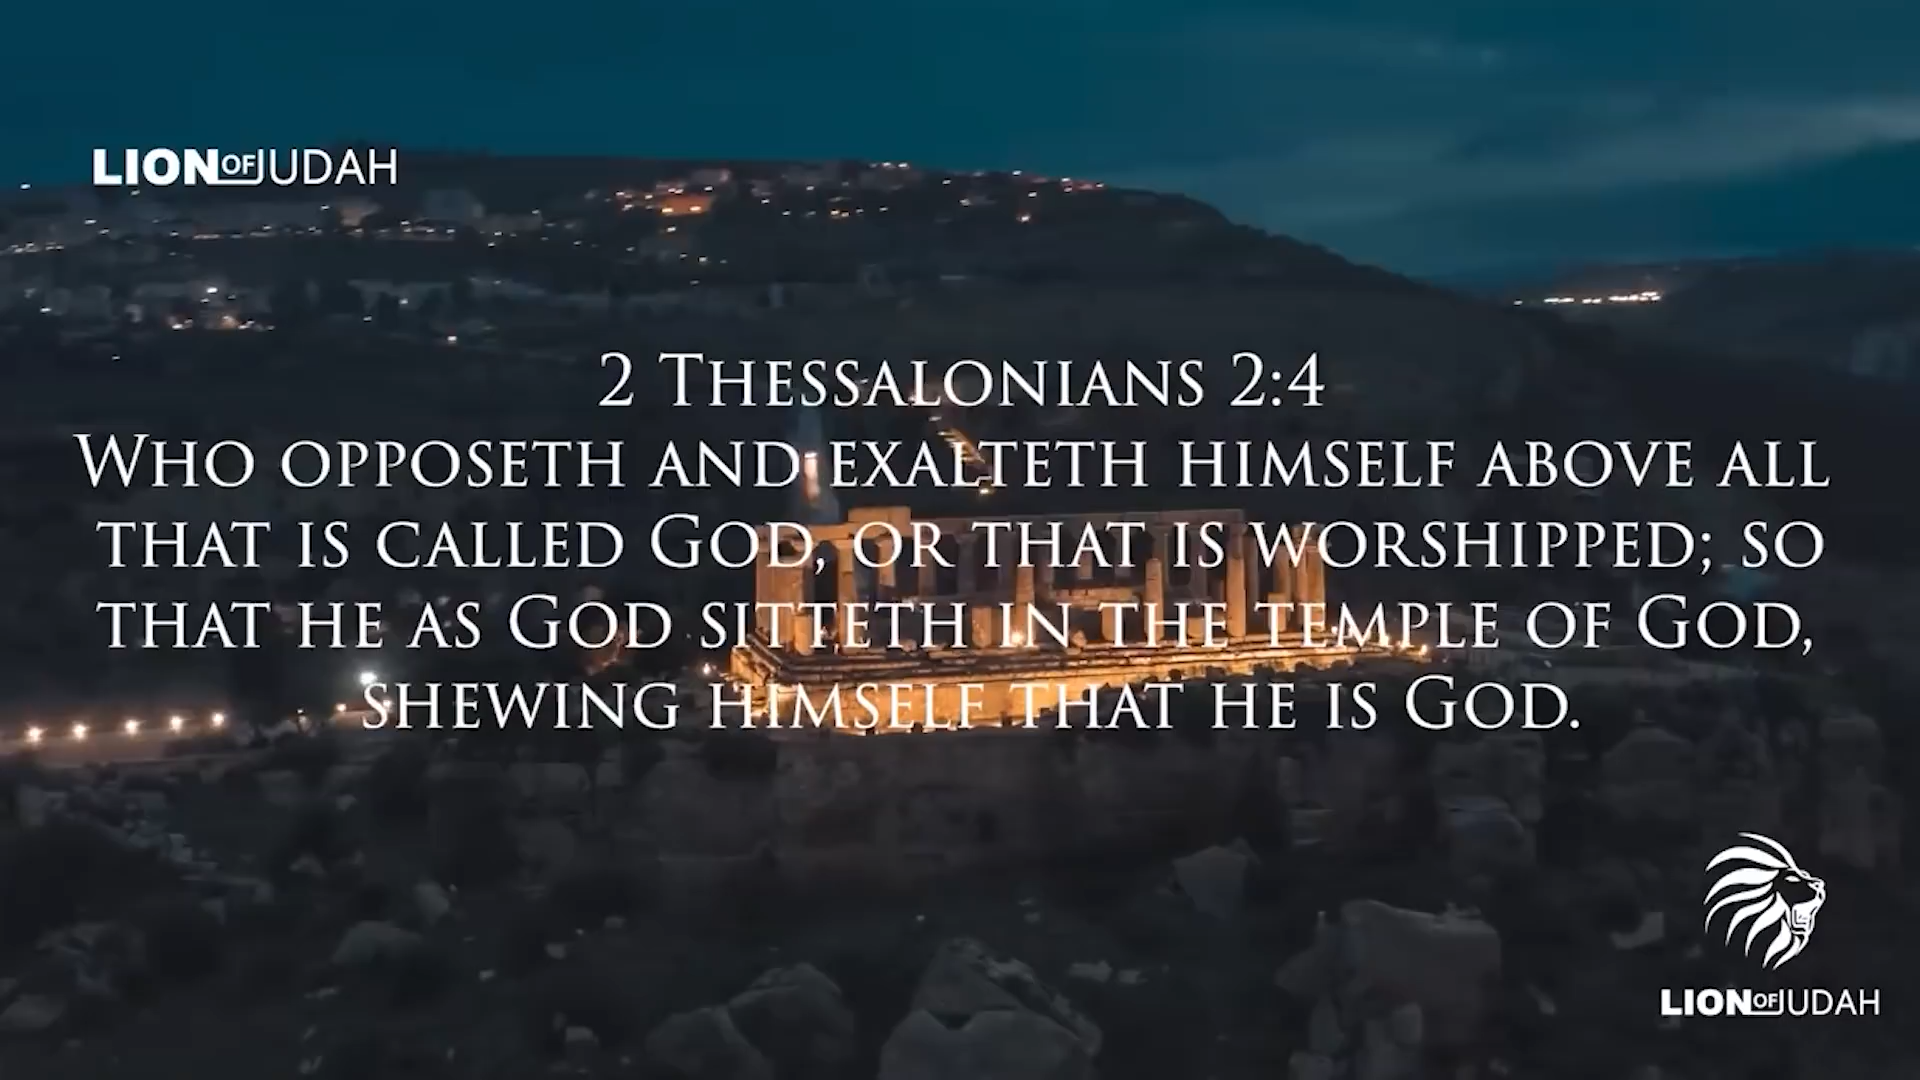 LION OF JUDAH
2 Thessalonians 2:4
Who opposeth and exalteth himself above all
that is called God, or that is worshipped; so
that he as God sitteth in the temple of God,
shewing himself that he is God.
LION OF JUDAH